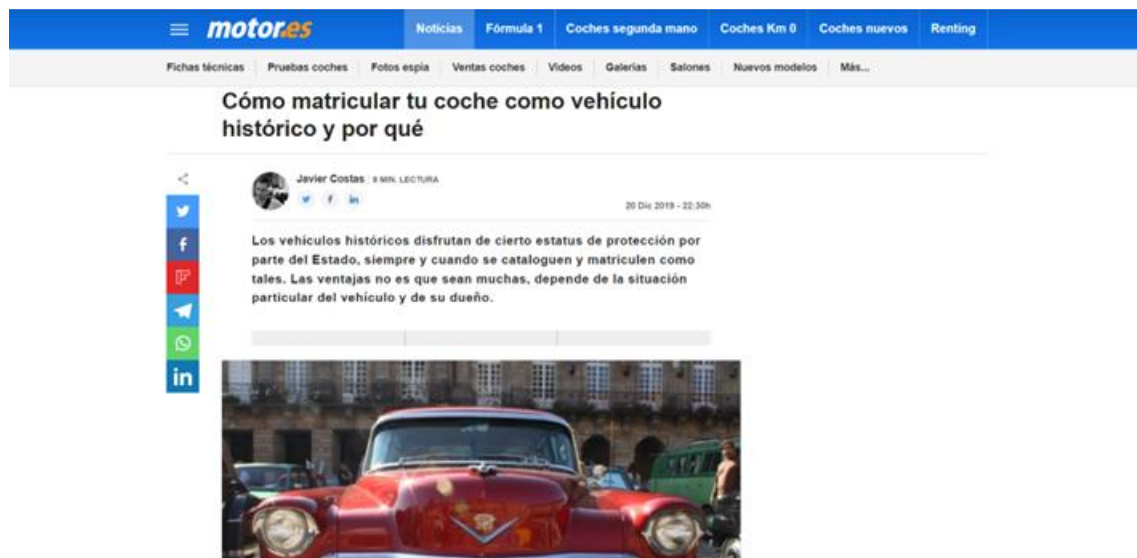 motor.es
Noticias Fórmula 1 Coches segunda mano Coches Km 0 Coches nuevos Renting
Fichas técnicas Pruebas coches Fotos espía Ventas coches Vídeos Galerías Salones Nuevos modelos Más...
Cómo matricular tu coche como vehículo
histórico y por qué
Javier Costas | 8 MIN. LECTURA
20 Dic 2019 - 22:30h
Los vehículos históricos disfrutan de cierto estatus de protección por
parte del Estado, siempre y cuando se cataloguen y matriculen como
tales. Las ventajas no es que sean muchas, depende de la situación
particular del vehículo y de su dueño.